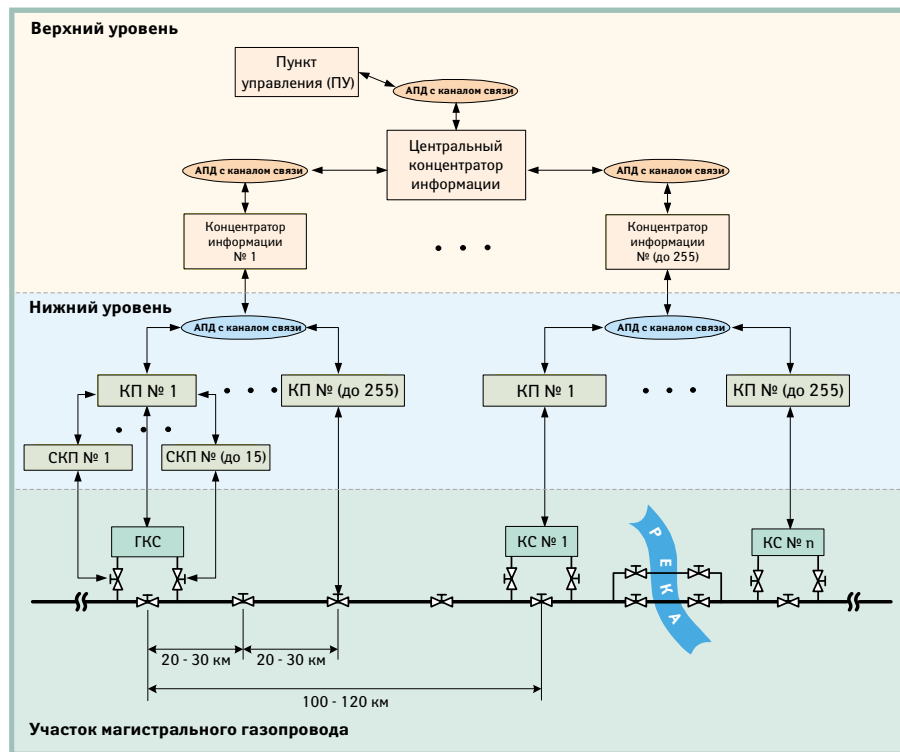 Верхний уровень
Пункт
управления (ПУ)
АПД с каналом связи
Центральный
концентратор
информации
АПД с каналом связи
АПД с каналом связи
Концентратор
информации
№ 1
Концентратор
информации
№ (до 255)
Нижний уровень
АПД с каналом связи
АПД с каналом связи
КП № 1
КП № (до 255)
КП № 1
КП № (до 255)
СКП № 1
СКП № (до 15)
ГКС
КС № 1
КС № n
РЕКА
20 - 30 км
20 - 30 км
100 - 120 км
Участок магистрального газопровода